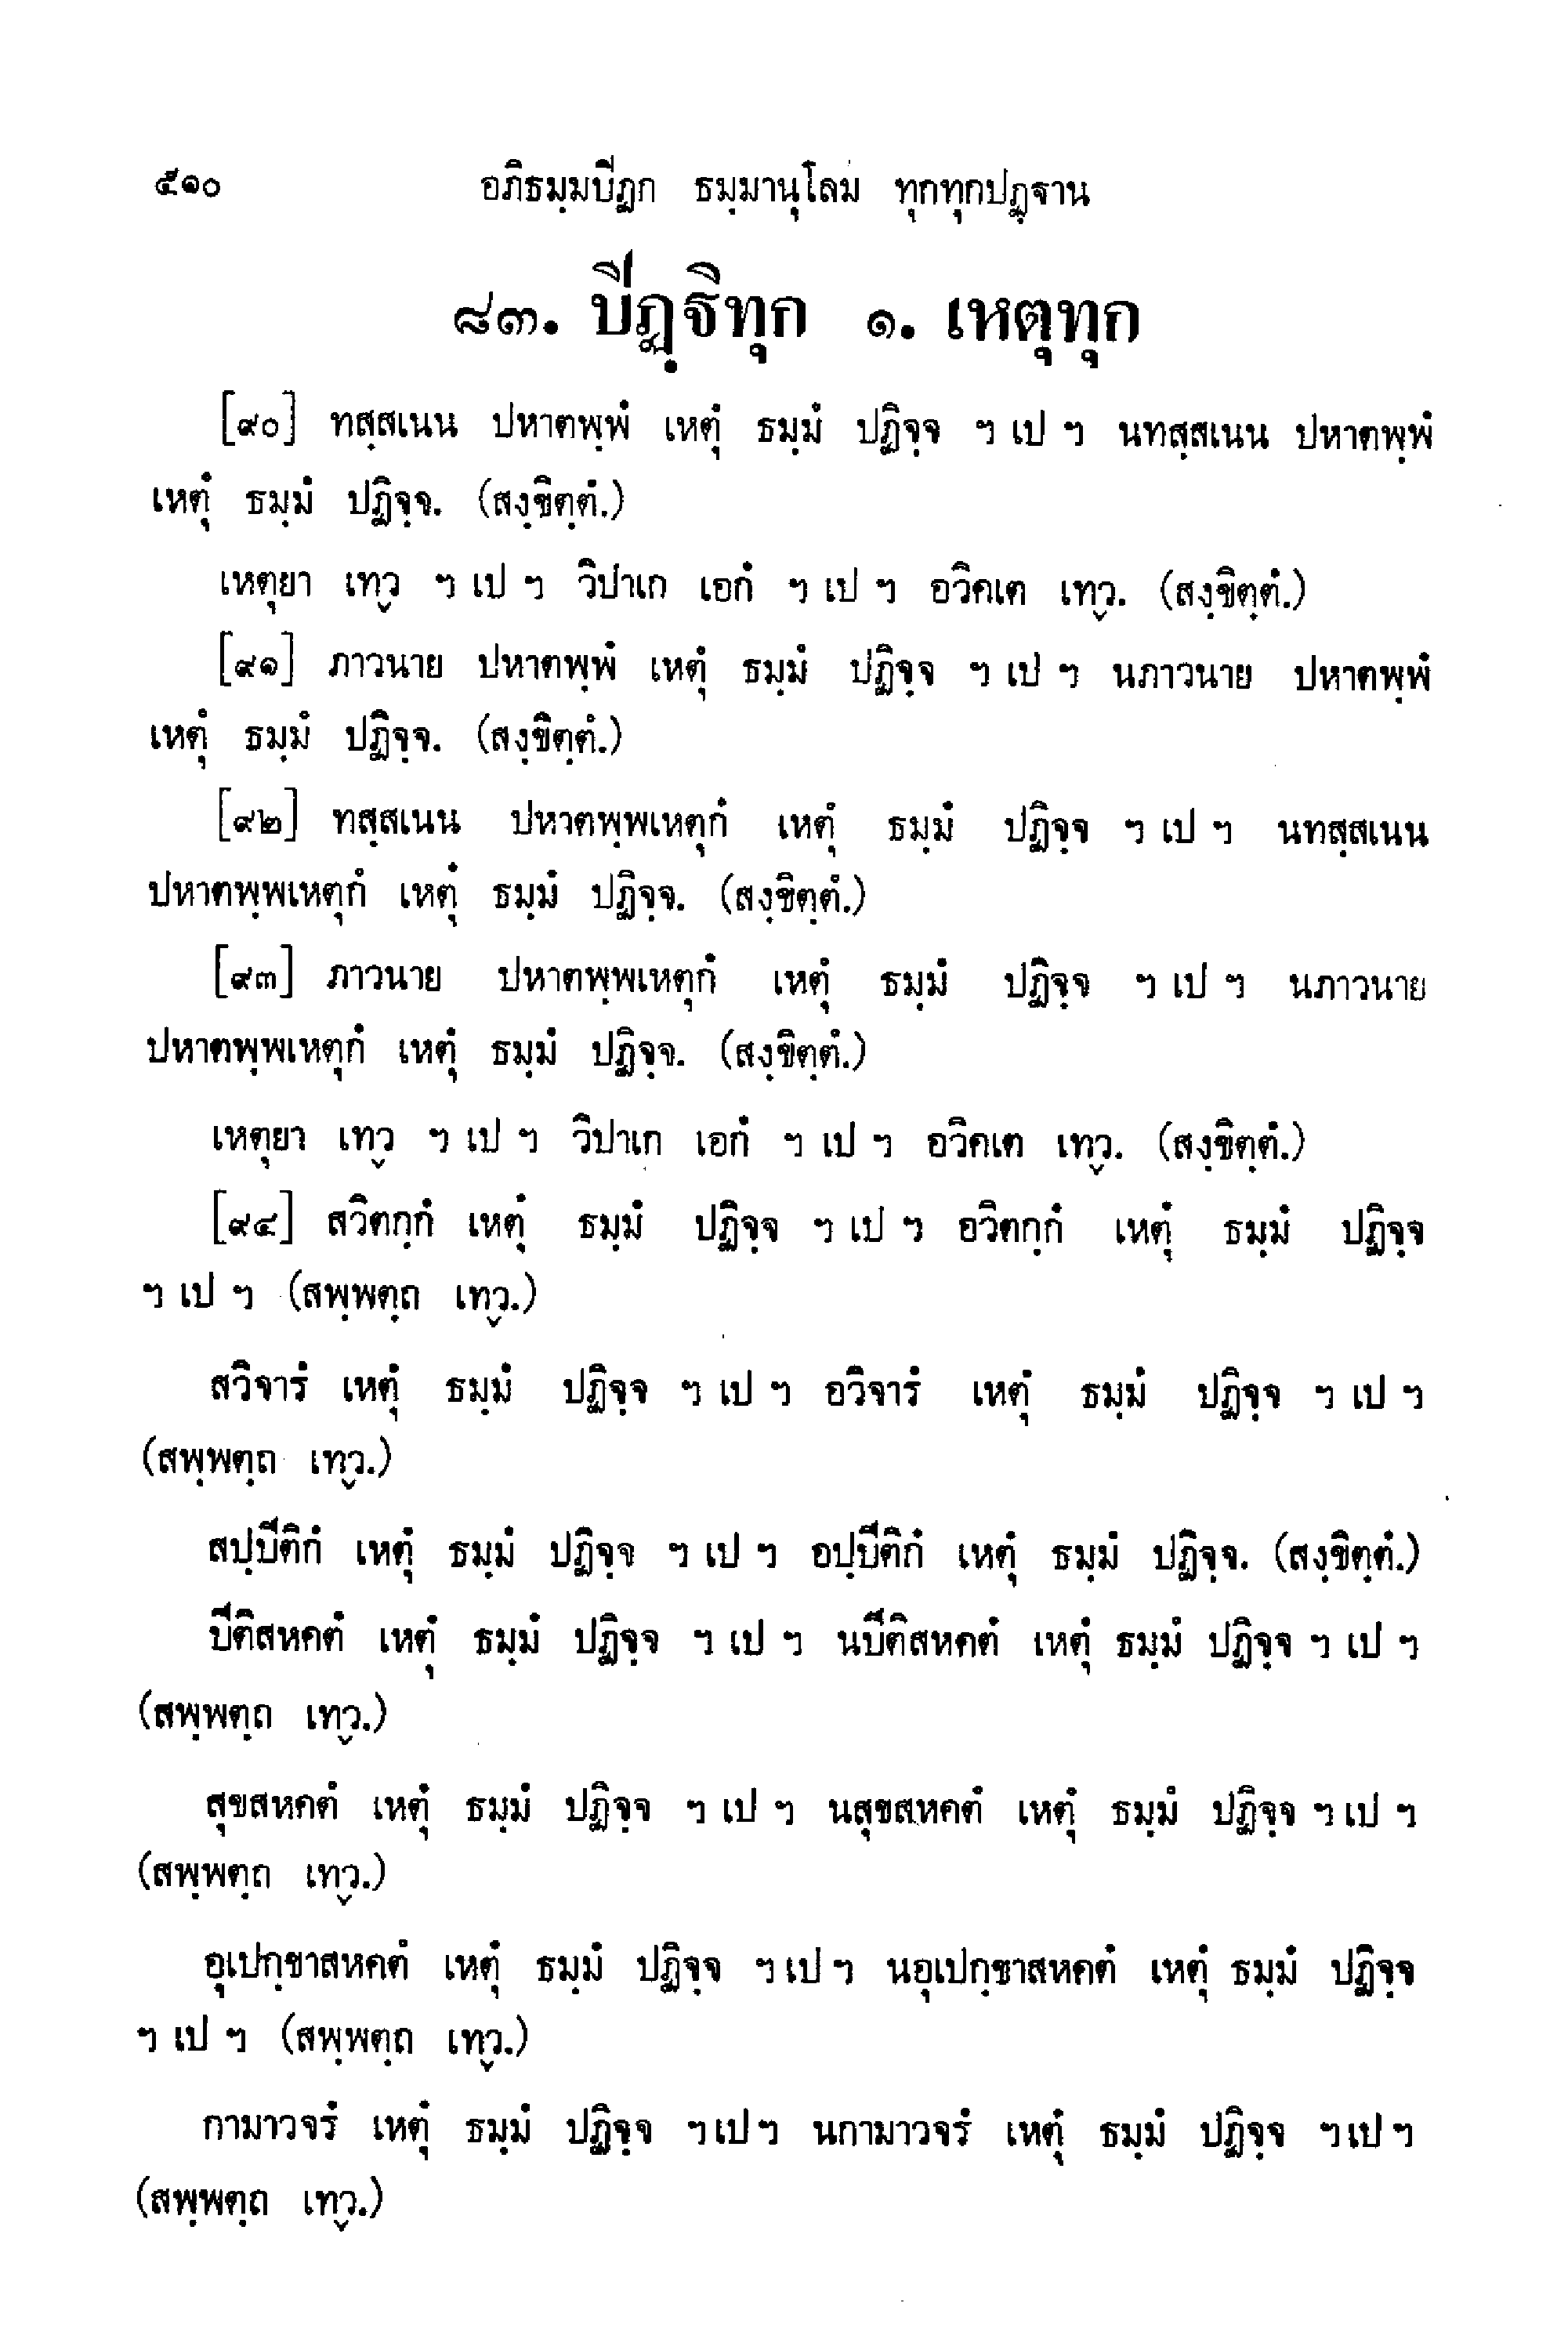 ๕๑๐ อภิธมฺมปิฏก ธมฺมานุโลม ทุกทุกปฏฺฐาน
๘๓. ปิฏฺฐิทุก ๑. เหตุทุก
[๙๐] ทสฺสเนน ปหาตพฺพํ เหตุํ ธมฺมํ ปฏิจฺจ ฯ เป ฯ นทสฺสเนน ปหาตพฺพํ
เหตุํ ธมฺมํ ปฏิจฺจ. (สงฺขิตฺตํ.)
เหตุยา เทฺว ฯ เป ฯ วิปาเก เอกํ ฯ เป ฯ อวิคเต เทฺว. (สงฺขิตฺตํ.)
[๙๑] ภาวนาย ปหาตพฺพํ เหตุํ ธมฺมํ ปฏิจฺจ ฯ เป ฯ นภาวนาย ปหาตพฺพํ
เหตุํ ธมฺมํ ปฏิจฺจ. (สงฺขิตฺตํ.)
[๙๒] ทสฺสเนน ปหาตพฺพเหตุกํ เหตุํ ธมฺมํ ปฏิจฺจ ฯ เป ฯ นทสฺสเนน
ปหาตพฺพเหตุกํ เหตุํ ธมฺมํ ปฏิจฺจ. (สงฺขิตฺตํ.)
[๙๓] ภาวนาย ปหาตพฺพเหตุกํ เหตุํ ธมฺมํ ปฏิจฺจ ฯ เป ฯ นภาวนาย
ปหาตพฺพเหตุกํ เหตุํ ธมฺมํ ปฏิจฺจ. (สงฺขิตฺตํ.)
เหตุยา เทฺว ฯ เป ฯ วิปาเก เอกํ ฯ เป ฯ อวิคเต เทฺว. (สงฺขิตฺตํ.)
[๙๔] สวิตกฺกํ เหตุํ ธมฺมํ ปฏิจฺจ ฯ เป ฯ อวิตกฺกํ เหตุํ ธมฺมํ ปฏิจฺจ
ฯ เป ฯ (สพฺพตฺถ เทฺว.)
สวิจารํ เหตุํ ธมฺมํ ปฏิจฺจ ฯ เป ฯ อวิจารํ เหตุํ ธมฺมํ ปฏิจฺจ ฯ เป ฯ
(สพฺพตฺถ เทฺว.)
สปฺปีติกํ เหตุํ ธมฺมํ ปฏิจฺจ ฯ เป ฯ อปฺปีติกํ เหตุํ ธมฺมํ ปฏิจฺจ. (สงฺขิตฺตํ.)
ปีติสหคตํ เหตุํ ธมฺมํ ปฏิจฺจ ฯ เป ฯ นปีติสหคตํ เหตุํ ธมฺมํ ปฏิจฺจ ฯ เป ฯ
(สพฺพตฺถ เทฺว.)
สุขสหคตํ เหตุํ ธมฺมํ ปฏิจฺจ ฯ เป ฯ นสุขสหคตํ เหตุํ ธมฺมํ ปฏิจฺจ ฯ เป ฯ
(สพฺพตฺถ เทฺว.)
อุเปกฺขาสหคตํ เหตุํ ธมฺมํ ปฏิจฺจ ฯ เป ฯ นอุเปกฺขาสหคตํ เหตุํ ธมฺมํ ปฏิจฺจ
ฯ เป ฯ (สพฺพตฺถ เทฺว.)
กามาวจรํ เหตุํ ธมฺมํ ปฏิจฺจ ฯ เป ฯ นกามาวจรํ เหตุํ ธมฺมํ ปฏิจฺจ ฯ เป ฯ
(สพฺพตฺถ เทฺว.)